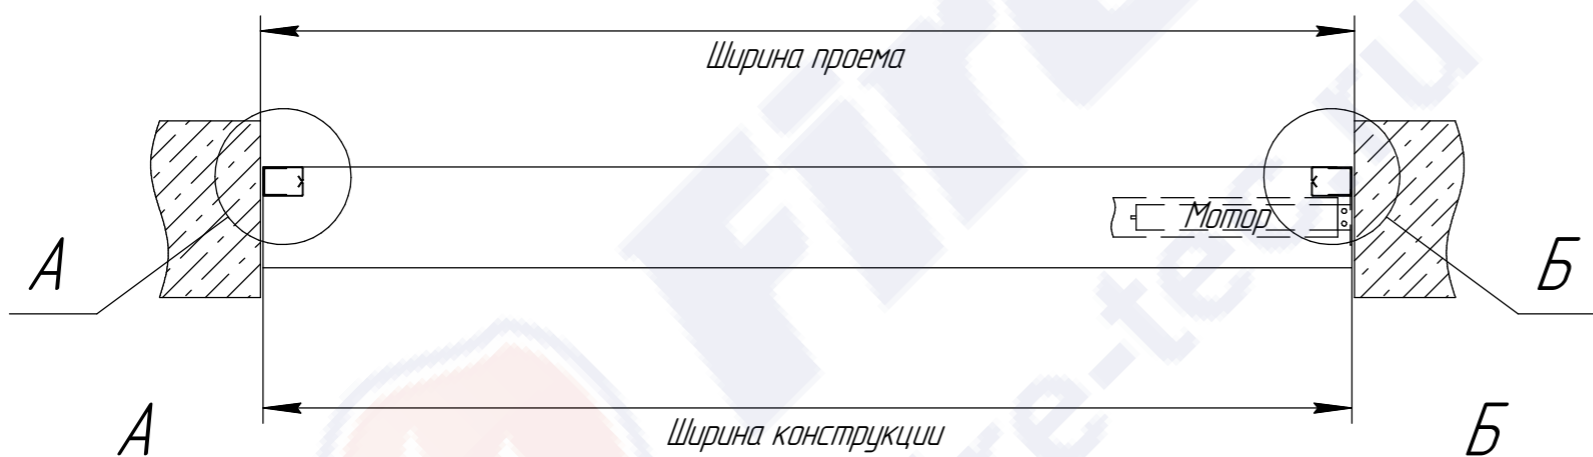 Ширина проема
Мотор
А
Б
Ширина конструкции
А
Б